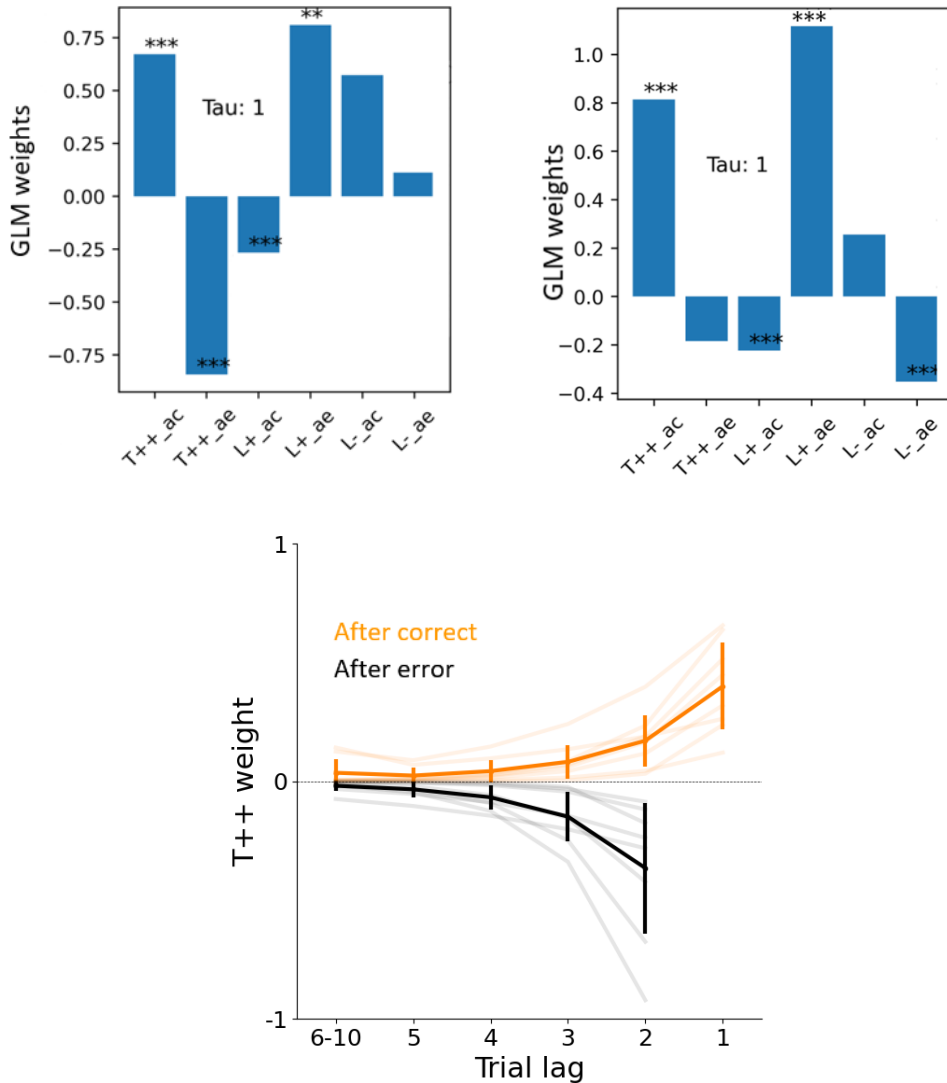 GLM weights
0.75
0.50
0.25
0.00
−0.25
−0.50
−0.75
***
***
***
**
Tau: 1
T++_ac
T++_ae
L+_ac
L+_ae
L-_ac
L-_ae
GLM weights
1.0
0.8
0.6
0.4
0.2
0.0
−0.2
−0.4
***
***
***
***
Tau: 1
T++_ac
T++_ae
L+_ac
L+_ae
L-_ac
L-_ae
T++ weight
1
0
-1
After correct
After error
6-10
5
4
3
2
1
Trial lag